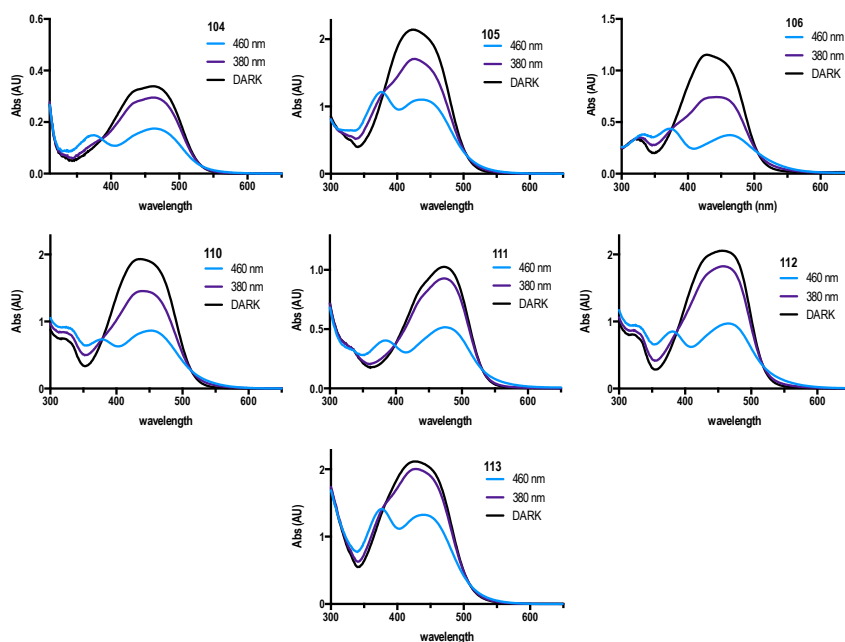 104
460 nm
380 nm
DARK
Abs (AU)
0.6
0.4
0.2
0.0
400
500
600
wavelength
105
460 nm
380 nm
DARK
Abs (AU)
2
1
0
300
400
500
600
wavelength
106
460 nm
380 nm
DARK
Abs (AU)
1.5
1.0
0.5
0.0
300
400
500
600
wavelength (nm)
110
460 nm
380 nm
DARK
Abs (AU)
2
1
0
300
400
500
600
wavelength
111
460 nm
380 nm
DARK
Abs (AU)
1.0
0.5
0.0
300
400
500
600
wavelength
112
460 nm
380 nm
DARK
Abs (AU)
2
1
0
300
400
500
600
wavelength
113
460 nm
380 nm
DARK
Abs (AU)
2
1
0
300
400
500
600
wavelength